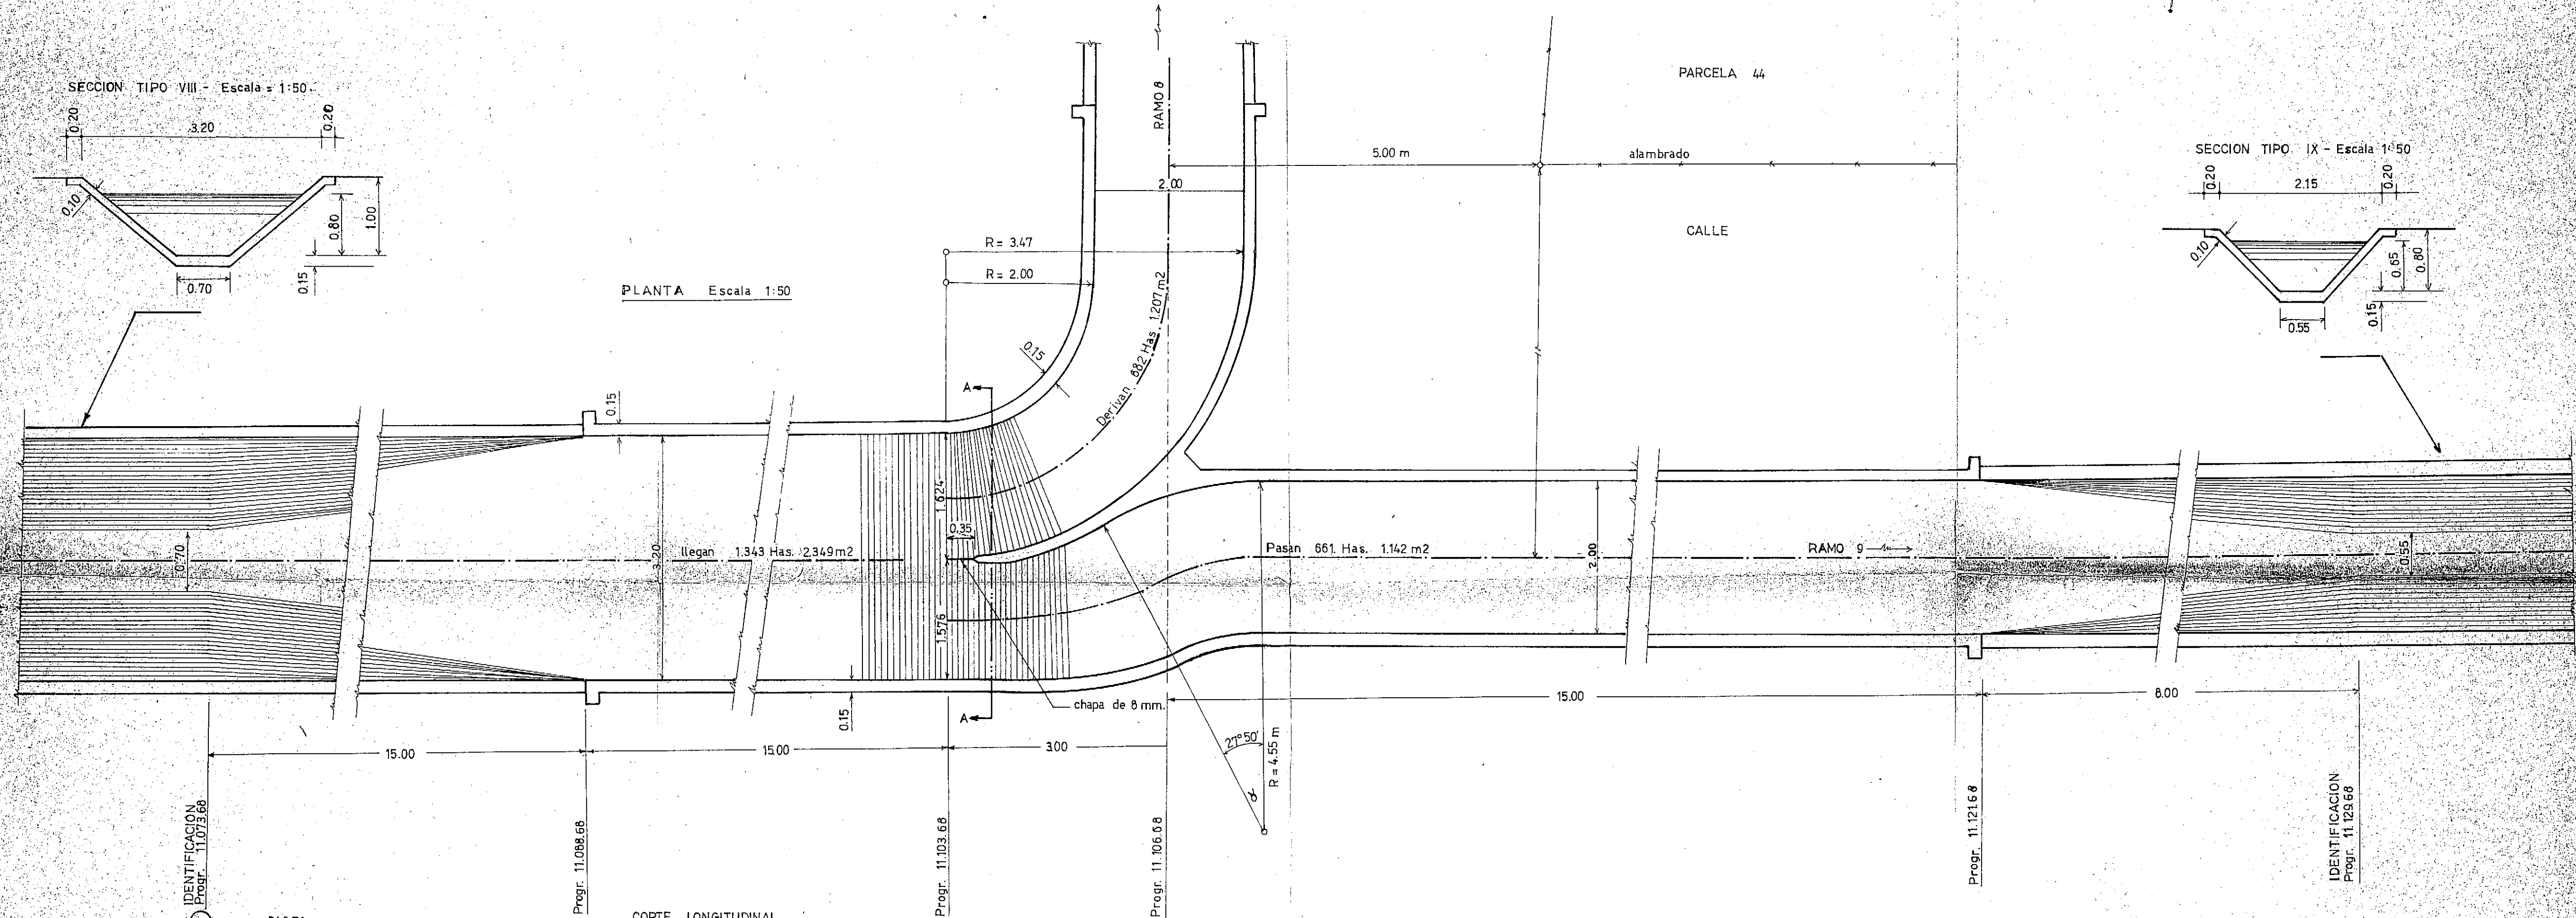 SECCION TIPO VIII - Escala = 1:50.
0.20
3.20
0.20
0.10
0.80
1.00
0.15
0.70
PLANTA Escala 1:50
RAMO 8
PARCELA 44
5.00 m
alambrado
2.00
CALLE
R = 3.47
R = 2.00
0.15
Derivan 682 Has. 1.207 m2
SECCION TIPO IX - Escala 1:50
0.20
2.15
0.20
0.10
0.65
0.80
0.15
0.55
A
0.15
1.624
0.35
0.70
3.20
llegan 1.343 Has. 2.349 m2
Pasan 661 Has. 1.142 m2
RAMO 9
2.00
0.55
1.576
0.15
A
chapa de 8 mm.
15.00
8.00
15.00
15.00
3.00
27° 50'
R = 4.55 m
α
IDENTIFICACION
Progr. 11.073.68
Progr. 11.088.68
Progr. 11.103.68
Progr. 11.106.68
Progr. 11.121.68
IDENTIFICACION
Progr. 11.129.68
CORTE LONGITUDINAL